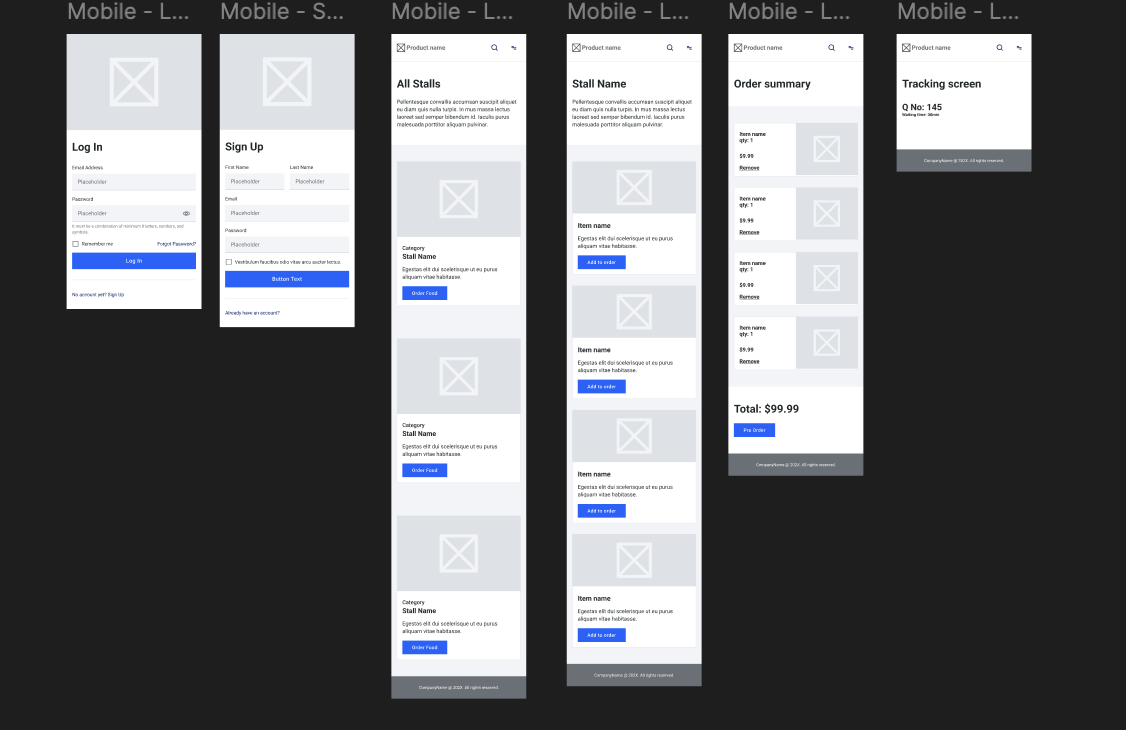 Mobile - L...
Log In
Email Address
Placeholder
Password
Placeholder
It must be a combination of minimum 8 letters, numbers, and
symbols.
Remember me
Forgot Password?
Log In
No account yet? Sign Up
Mobile - S...
Sign Up
First Name
Last Name
Placeholder
Placeholder
Email
Placeholder
Password
Placeholder
Vestibulum faucibus odio vitae arcu auctor lectus.
Button Text
Already have an account?
Mobile - L...
Product name
All Stalls
Pellentesque convallis accumsan suscipit aliquet
eu diam quis nulla turpis. In mus massa lectus
laoreet sed semper bibendum id. Iaculis purus
malesuada porttitor aliquam pulvinar.
Category
Stall Name
Egestas elit dui scelerisque ut eu purus
aliquam vitae habitasse.
Order Food
Category
Stall Name
Egestas elit dui scelerisque ut eu purus
aliquam vitae habitasse.
Order Food
Category
Stall Name
Egestas elit dui scelerisque ut eu purus
aliquam vitae habitasse.
Order Food
CompanyName @ 202X. All rights reserved.
Mobile - L...
Product name
Stall Name
Pellentesque convallis accumsan suscipit aliquet
eu diam quis nulla turpis. In mus massa lectus
laoreet sed semper bibendum id. Iaculis purus
malesuada porttitor aliquam pulvinar.
Item name
Egestas elit dui scelerisque ut eu purus
aliquam vitae habitasse.
Add to order
Item name
Egestas elit dui scelerisque ut eu purus
aliquam vitae habitasse.
Add to order
Item name
Egestas elit dui scelerisque ut eu purus
aliquam vitae habitasse.
Add to order
Item name
Egestas elit dui scelerisque ut eu purus
aliquam vitae habitasse.
Add to order
CompanyName @ 202X. All rights reserved.
Mobile - L...
Product name
Order summary
Item name
qty: 1
$9.99
Remove
Item name
qty: 1
$9.99
Remove
Item name
qty: 1
$9.99
Remove
Item name
qty: 1
$9.99
Remove
Total: $99.99
Pre Order
CompanyName @ 202X. All rights reserved.
Mobile - L...
Product name
Tracking screen
Q No: 145
Waiting time: 30min
CompanyName @ 202X. All rights reserved.